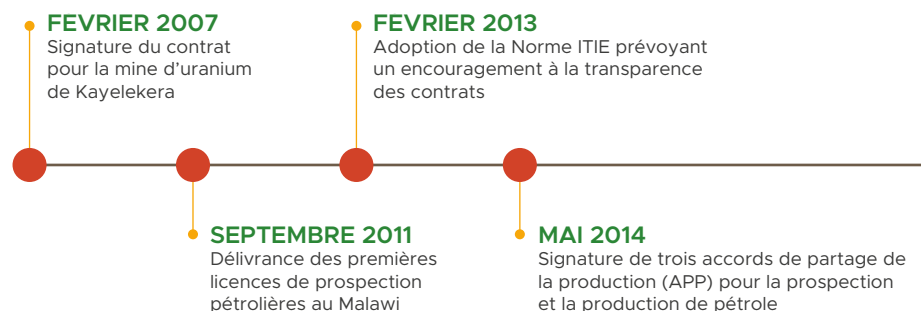 FEVRIER 2007
Signature du contrat
pour la mine d'uranium
de Kayelekera
FEVRIER 2013
Adoption de la Norme ITIE prévoyant
un encouragement à la transparence
des contrats
SEPTEMBRE 2011
Délivrance des premières
licences de prospection
pétrolières au Malawi
MAI 2014
Signature de trois accords de partage de
la production (APP) pour la prospection
et la production de pétrole